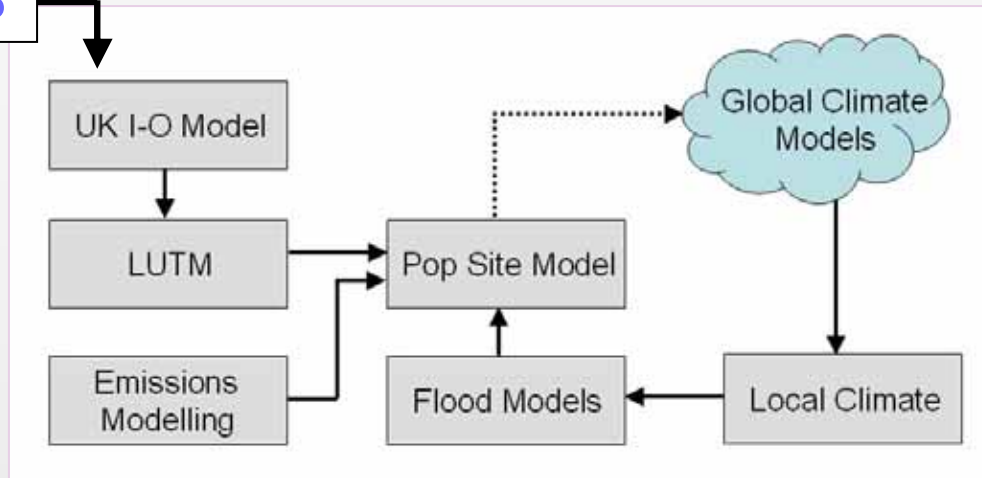 UK I-O Model
Global Climate
Models
LUTM
Pop Site Model
Emissions
Modelling
Flood Models
Local Climate